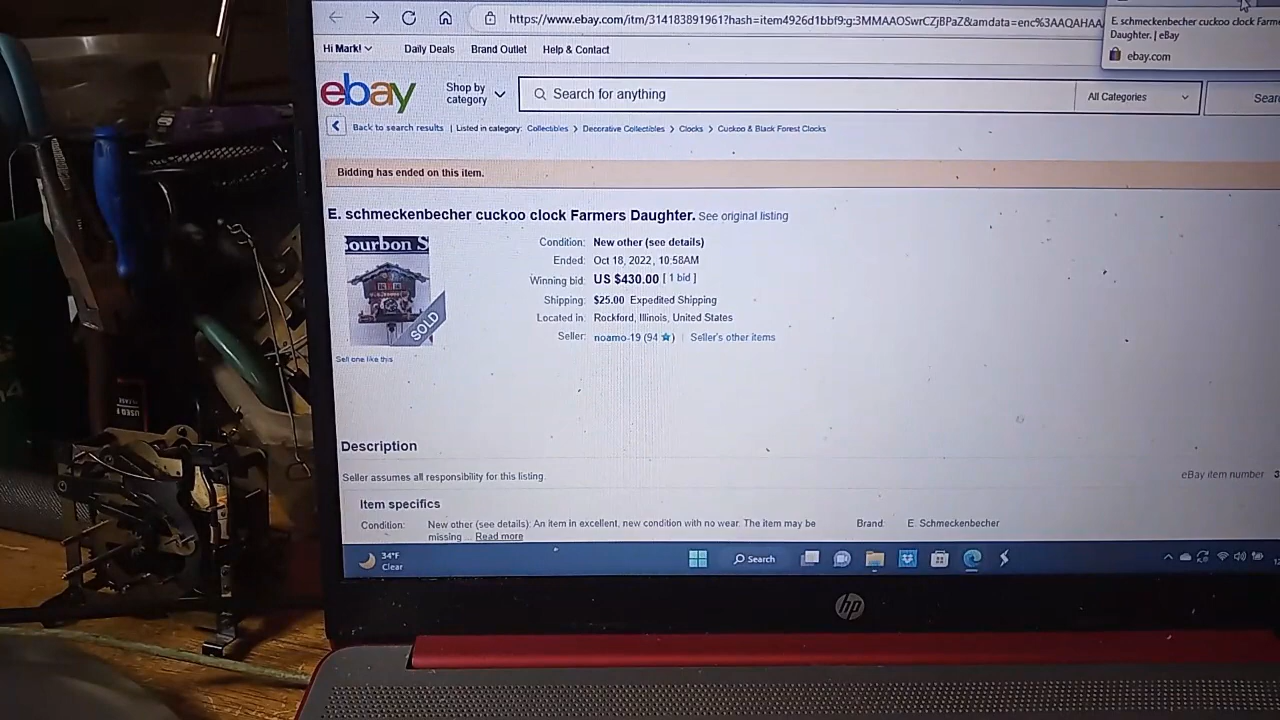 https://www.ebay.com/itm/314183891961?hash=item4926d1bbf9:g:3MMAAOSwrCZjBPaZ&amdata=enc%3AAQAHAA
E. schmeckenbecher cuckoo clock Farm
Daughter. | eBay
ebay.com
Hi Mark! Daily Deals Brand Outlet Help & Contact
ebay
Shop by
category
Search for anything
All Categories
Sear
Back to search results | Listed in category: Collectibles > Decorative Collectibles > Clocks > Cuckoo & Black Forest Clocks
Bidding has ended on this item.
E. schmeckenbecher cuckoo clock Farmers Daughter. See original listing
ourbon S
SOLD
Condition: New other (see details)
Ended: Oct 18, 2022, 10:58AM
Winning bid: US $430.00 [ 1 bid ]
Shipping: $25.00 Expedited Shipping
Located in: Rockford, Illinois, United States
Seller: noamo-19 (94 ) | Seller's other items
Sell one like this
Description
Seller assumes all responsibility for this listing.
eBay item number 3
Item specifics
Condition: New other (see details): An item in excellent, new condition with no wear. The item may be
missing ... Read more
Brand: E. Schmeckenbecher
34°F
Clear
Search
hp